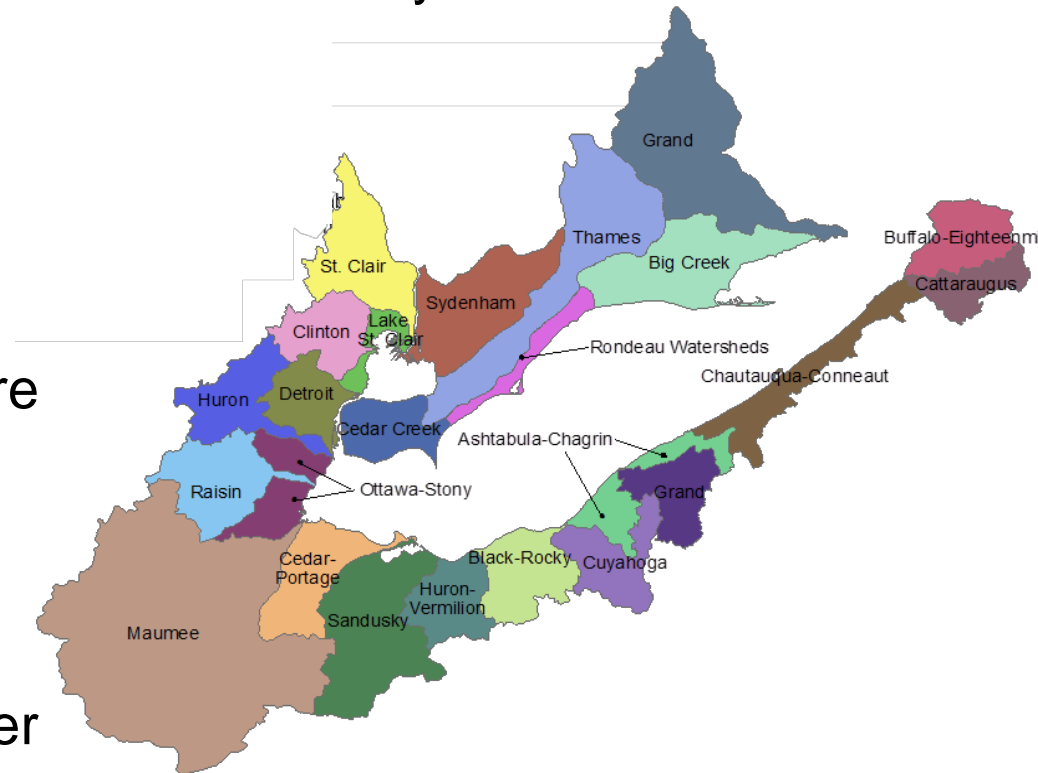 y
Grand
Thames
Buffalo-Eighteenm
Big Creek
St. Clair
Cattaraugus
Sydenham
Lake
St. Clair
Clinton
Rondeau Watersheds
Chautauqua-Conneaut
re
Huron
Detroit
Cedar Creek
Ashtabula-Chagrin
Raisin
Ottawa-Stony
Grand
Cedar-
Portage
Black-Rocky
Cuyahoga
Huron-
Vermilion
Sandusky
Maumee
er